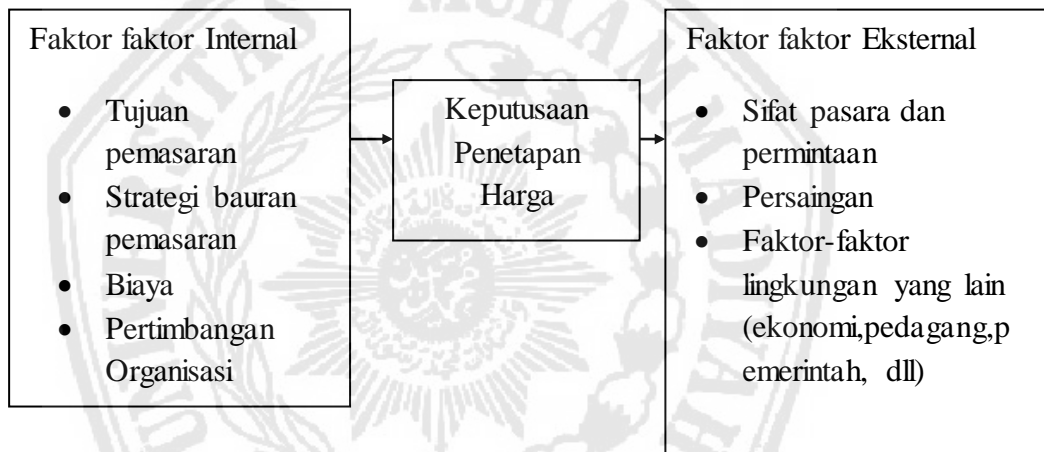 Faktor faktor Internal
• Tujuan
pemasaran
• Strategi bauran
pemasaran
• Biaya
• Pertimbangan
Organisasi
Keputusaan
Penetapan
Harga
Faktor faktor Eksternal
• Sifat pasara dan
permintaan
• Persaingan
• Faktor-faktor
lingkungan yang lain
(ekonomi,pedagang,p
emerintah, dll)